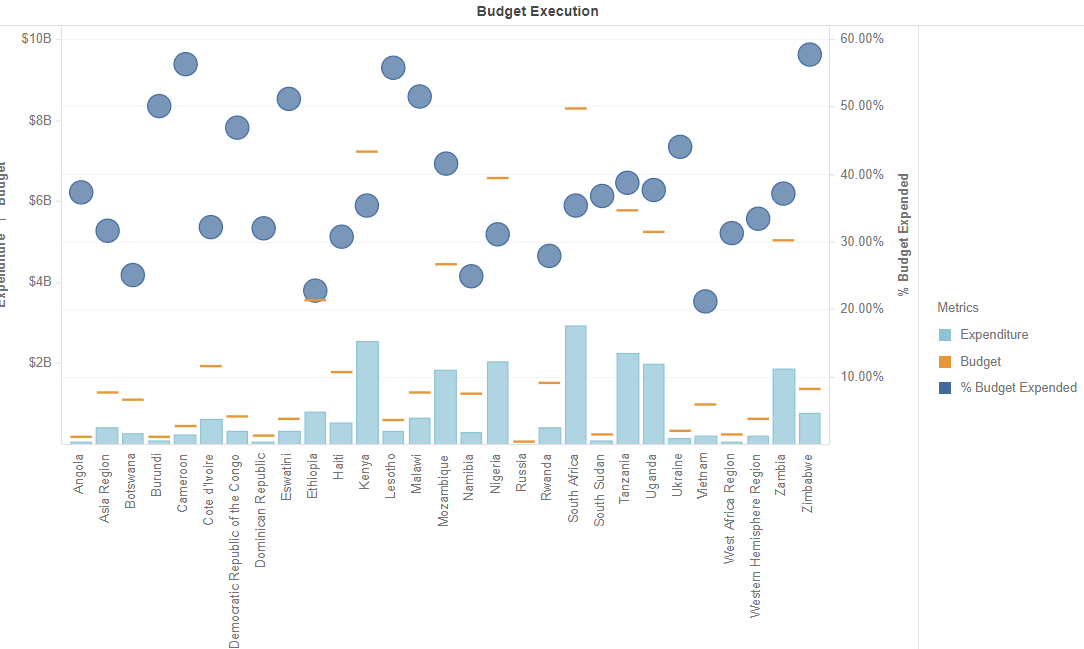 Budget Execution
$10B
$8B
$6B
$4B
$2B
Expenditure | Budget
60.00%
50.00%
40.00%
30.00%
20.00%
10.00%
% Budget Expended
Angola
Asia Region
Botswana
Burundi
Cameroon
Cote d'Ivoire
Democratic Republic of the Congo
Dominican Republic
Eswatini
Ethiopia
Haiti
Kenya
Lesotho
Malawi
Mozambique
Namibia
Nigeria
Russia
Rwanda
South Africa
South Sudan
Tanzania
Uganda
Ukraine
Vietnam
West Africa Region
Western Hemisphere Region
Zambia
Zimbabwe
Metrics
Expenditure
Budget
% Budget Expended